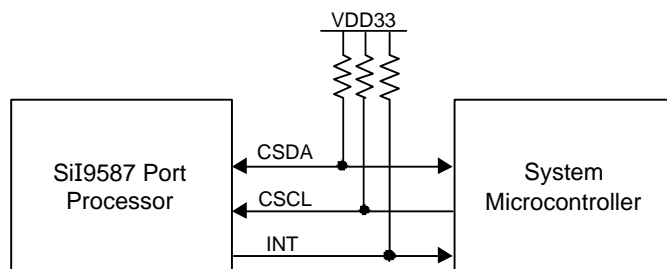 VDD33
CSDA
SiI9587 Port
Processor
System
Microcontroller
CSCL
INT